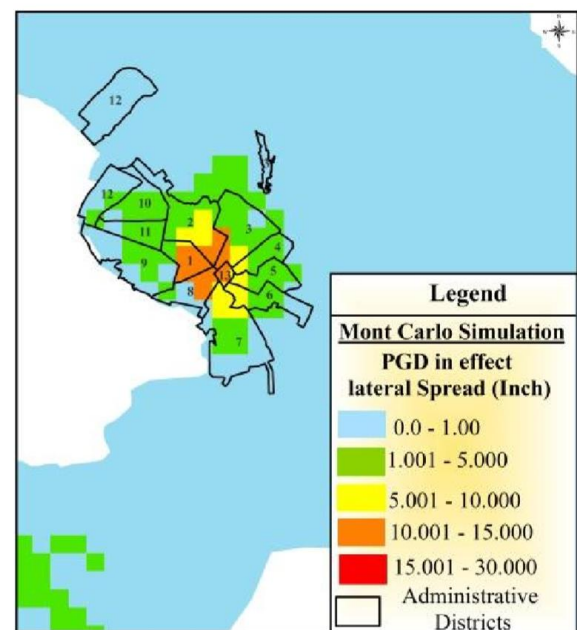 12
12
10
2
3
11
4
1
9
5
13
6
8
7
Legend
Mont Carlo Simulation
PGD in effect
lateral Spread (Inch)
0.0 - 1.00
1.001 - 5.000
5.001 - 10.000
10.001 - 15.000
15.001 - 30.000
Administrative
Districts